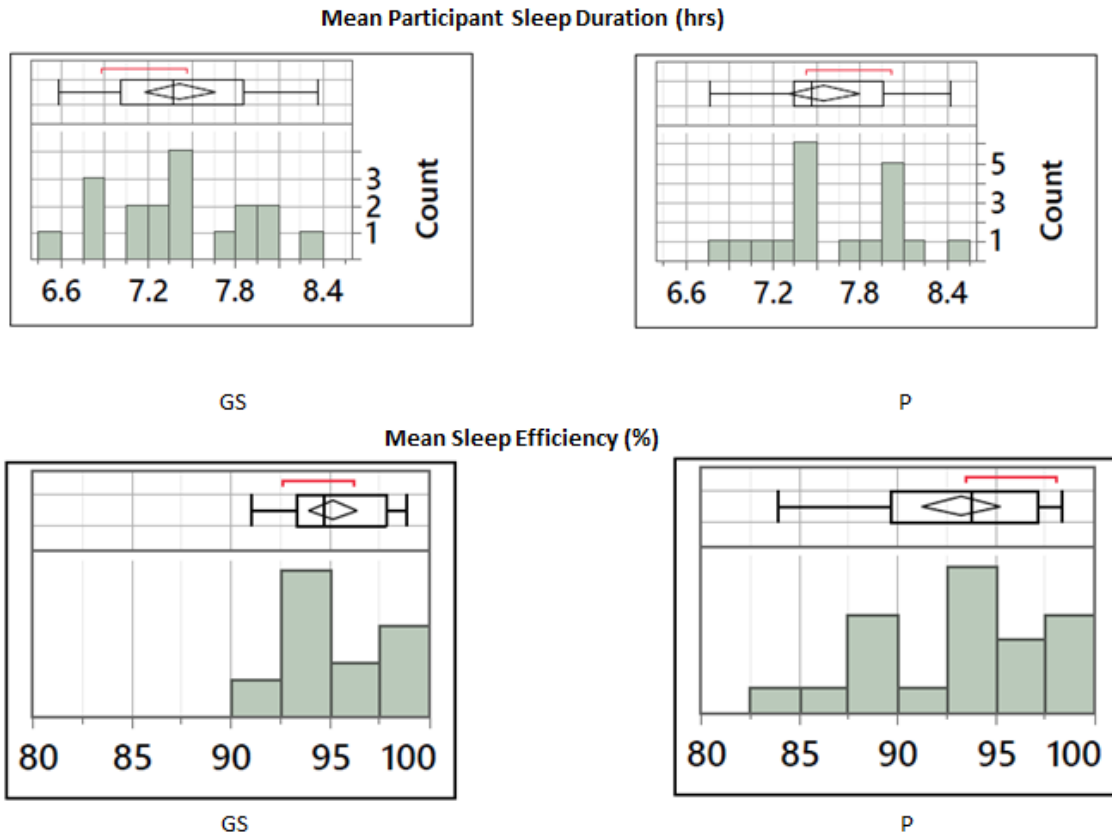 Mean Participant Sleep Duration (hrs)
3
2
1
Count
6.6 7.2 7.8 8.4
5
3
1
Count
6.6 7.2 7.8 8.4
GS P
Mean Sleep Efficiency (%)
80 85 90 95 100
80 85 90 95 100
GS P